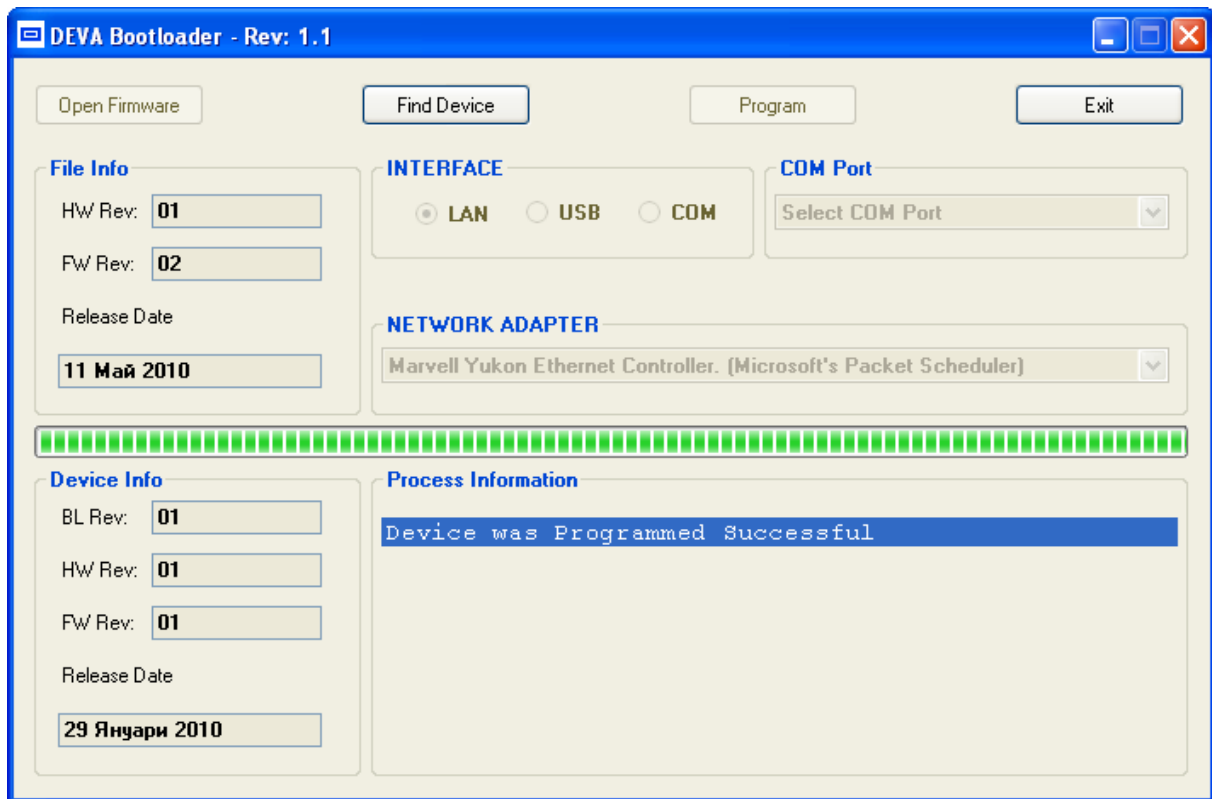 DEVA Bootloader - Rev: 1.1
Open Firmware
Find Device
Program
Exit
File Info
HW Rev: 01
FW Rev: 02
Release Date
11 Май 2010
INTERFACE
LAN USB COM
COM Port
Select COM Port
NETWORK ADAPTER
Marvell Yukon Ethernet Controller. (Microsoft's Packet Scheduler)
Device Info
BL Rev: 01
HW Rev: 01
FW Rev: 01
Release Date
29 Януари 2010
Process Information
Device was Programmed Successful